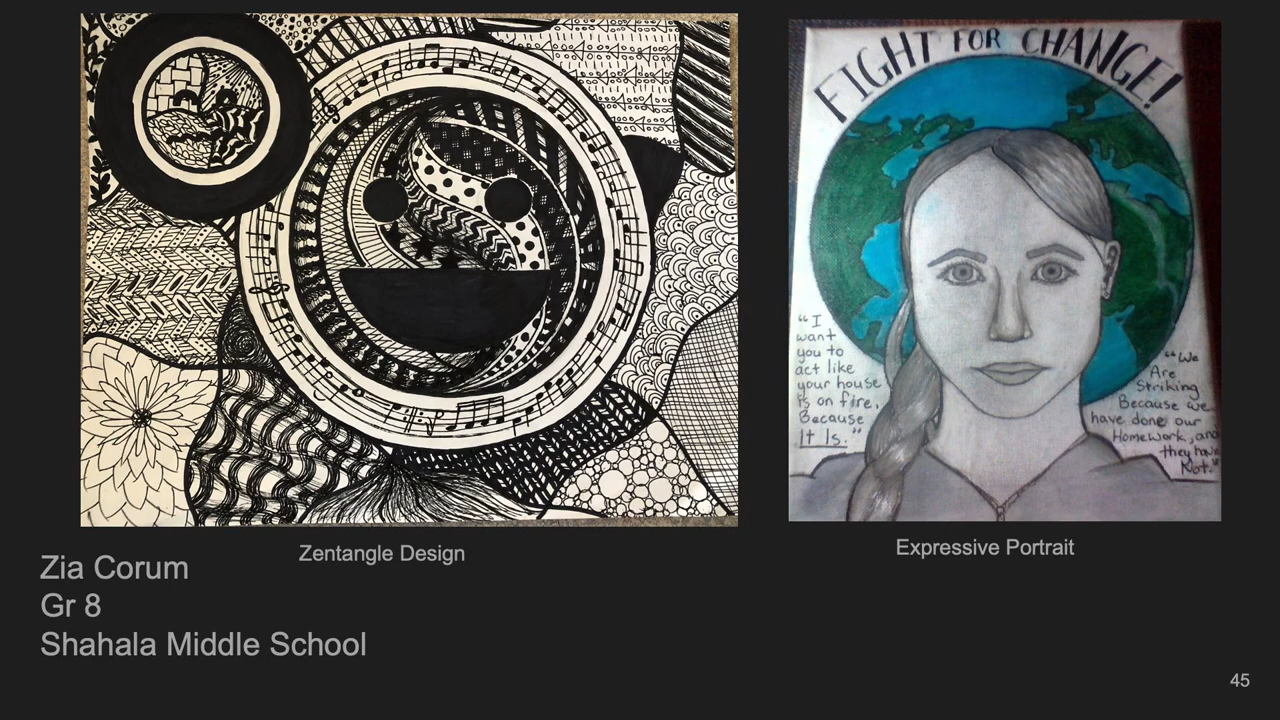 FIGHT FOR CHANGE!
“I
want
you to
act like
your house
is on fire,
Because
It Is.”
“We
Are
Striking
Because we
have done our
Homework, and
they have
Not.”
Zentangle Design
Expressive Portrait
Zia Corum
Gr 8
Shahala Middle School
45